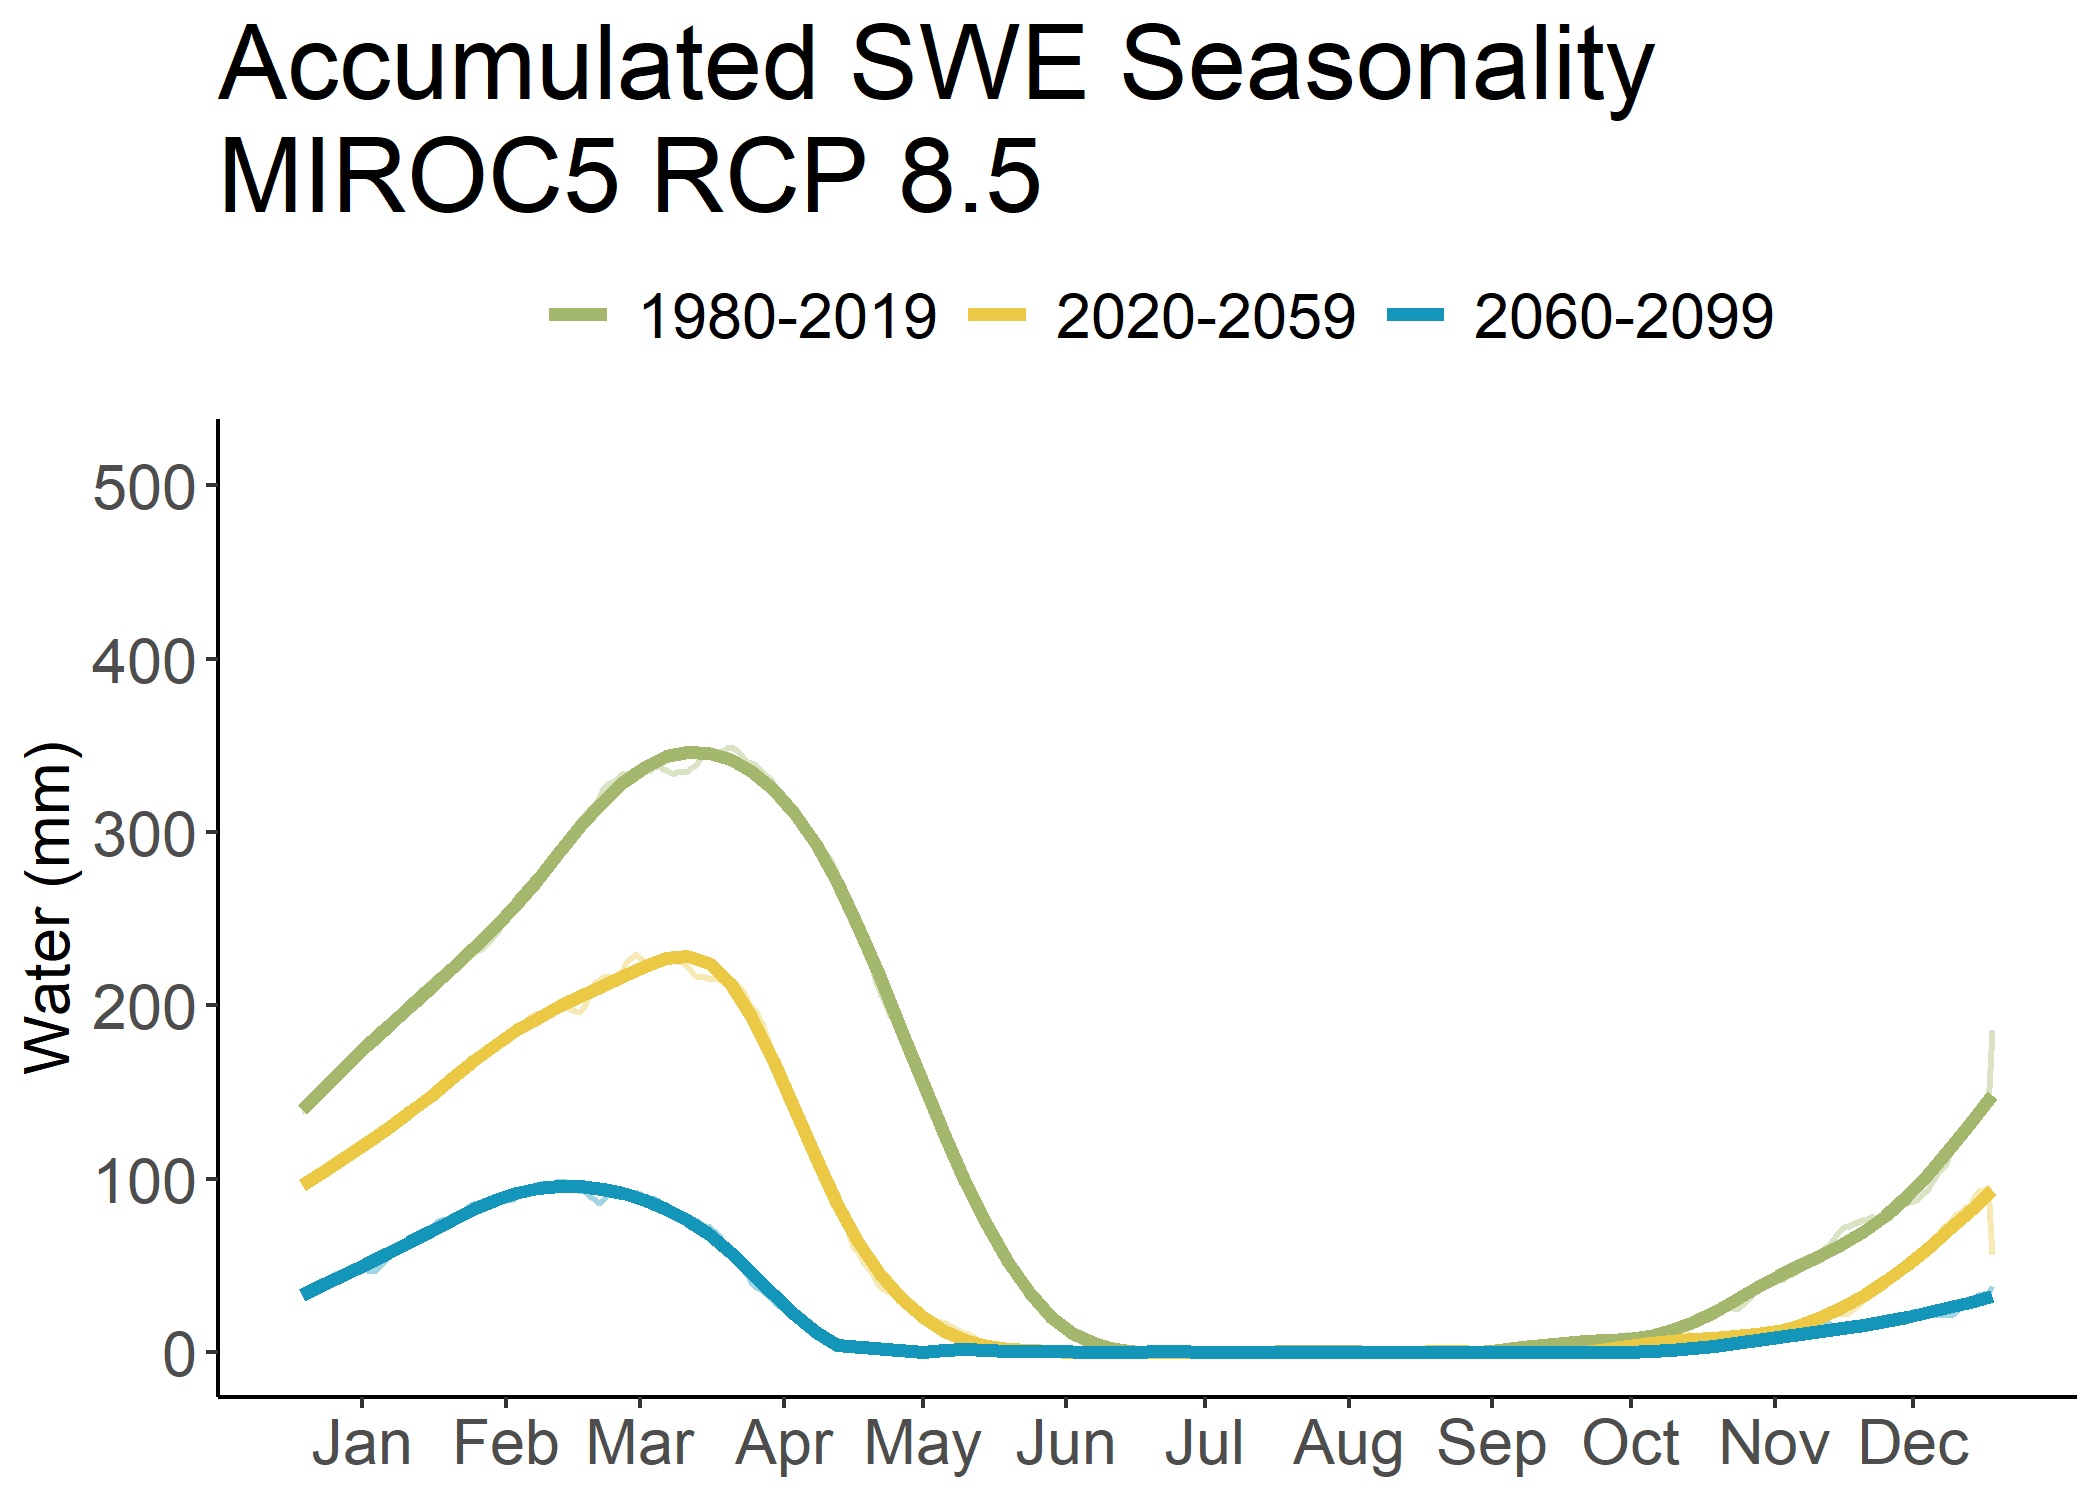 Accumulated SWE Seasonality
MIROC5 RCP 8.5
1980-2019 2020-2059 2060-2099
Water (mm)
500
400
300
200
100
0
Jan Feb Mar Apr May Jun Jul Aug Sep Oct Nov Dec